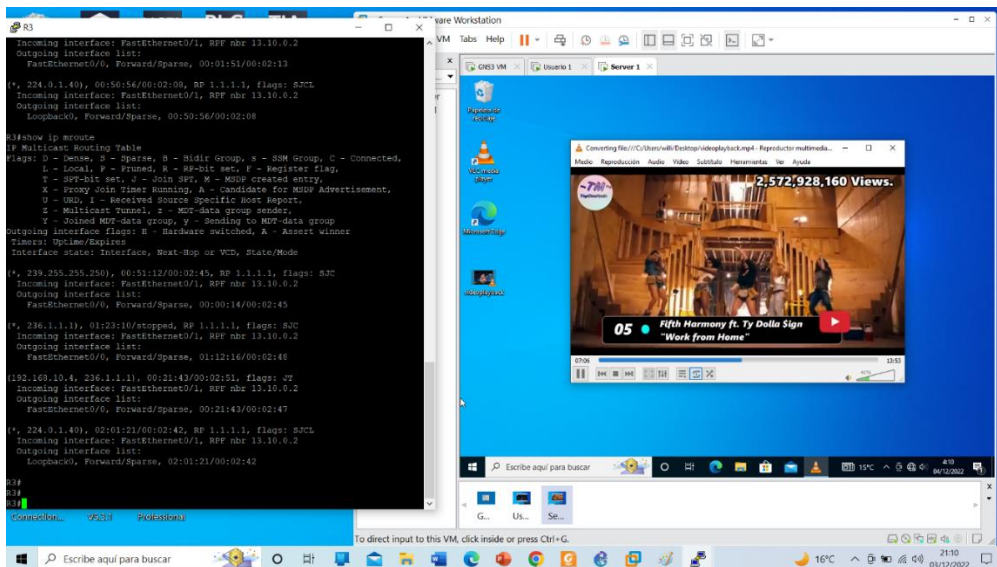 R3
Incoming interface: FastEthernet0/1, RPF nbr 13.10.0.2
Outgoing interface list:
FastEthernet0/0, Forward/Sparse, 00:01:51/00:02:13
(*, 224.0.1.40), 00:50:56/00:02:08, RP 1.1.1.1, flags: SJCL
Incoming interface: FastEthernet0/1, RPF nbr 13.10.0.2
Outgoing interface list:
Loopback0, Forward/Sparse, 00:50:56/00:02:08
R3#show ip mroute
IP Multicast Routing Table
Flags: D - Dense, S - Sparse, B - Bidir Group, s - SSM Group, C - Connected,
L - Local, P - Pruned, R - RP-bit set, F - Register flag,
T - SPT-bit set, J - Join SPT, M - MSDP created entry,
X - Proxy Join Timer Running, A - Candidate for MSDP Advertisement,
U - URD, I - Received Source Specific Host Report,
Z - Multicast Tunnel, z - MDT-data group sender,
Y - Joined MDT-data group, y - Sending to MDT-data group
Outgoing interface flags: H - Hardware switched, A - Assert winner
Timers: Uptime/Expires
Interface state: Interface, Next-Hop or VCD, State/Mode
(*, 239.255.255.250), 00:51:12/00:02:45, RP 1.1.1.1, flags: SJC
Incoming interface: FastEthernet0/1, RPF nbr 13.10.0.2
Outgoing interface list:
FastEthernet0/0, Forward/Sparse, 00:00:14/00:02:45
(*, 236.1.1.1), 01:23:10/stopped, RP 1.1.1.1, flags: SJC
Incoming interface: FastEthernet0/1, RPF nbr 13.10.0.2
Outgoing interface list:
FastEthernet0/0, Forward/Sparse, 01:12:16/00:02:48
(192.168.10.4, 236.1.1.1), 00:21:43/00:02:51, flags: JT
Incoming interface: FastEthernet0/1, RPF nbr 13.10.0.2
Outgoing interface list:
FastEthernet0/0, Forward/Sparse, 00:21:43/00:02:47
(*, 224.0.1.40), 02:01:21/00:02:42, RP 1.1.1.1, flags: SJCL
Incoming interface: FastEthernet0/1, RPF nbr 13.10.0.2
Outgoing interface list:
Loopback0, Forward/Sparse, 02:01:21/00:02:42
R3#
R3#
R3#
Professional
ware Workstation
VM Tabs Help
GNS3 VM
Usuario 1
Server 1
Papelera de
reciclaje
VLC media
player
Microsoft Edge
videoplayback
Converting file:///C:/Users/willi/Desktop/videoplayback.mp4 - Reproductor multimedia...
Medio Reproducción Audio Video Subtítulo Herramientas Ver Ayuda
2,572,928,160 Views.
05
Fifth Harmony ft. Ty Dolla Sign
"Work from Home"
07:06
13:53
Escribe aquí para buscar
15°C
4:10
04/12/2022
G...
Us...
Se...
To direct input to this VM, click inside or press Ctrl+G.
Escribe aquí para buscar
16°C
21:10
03/12/2022